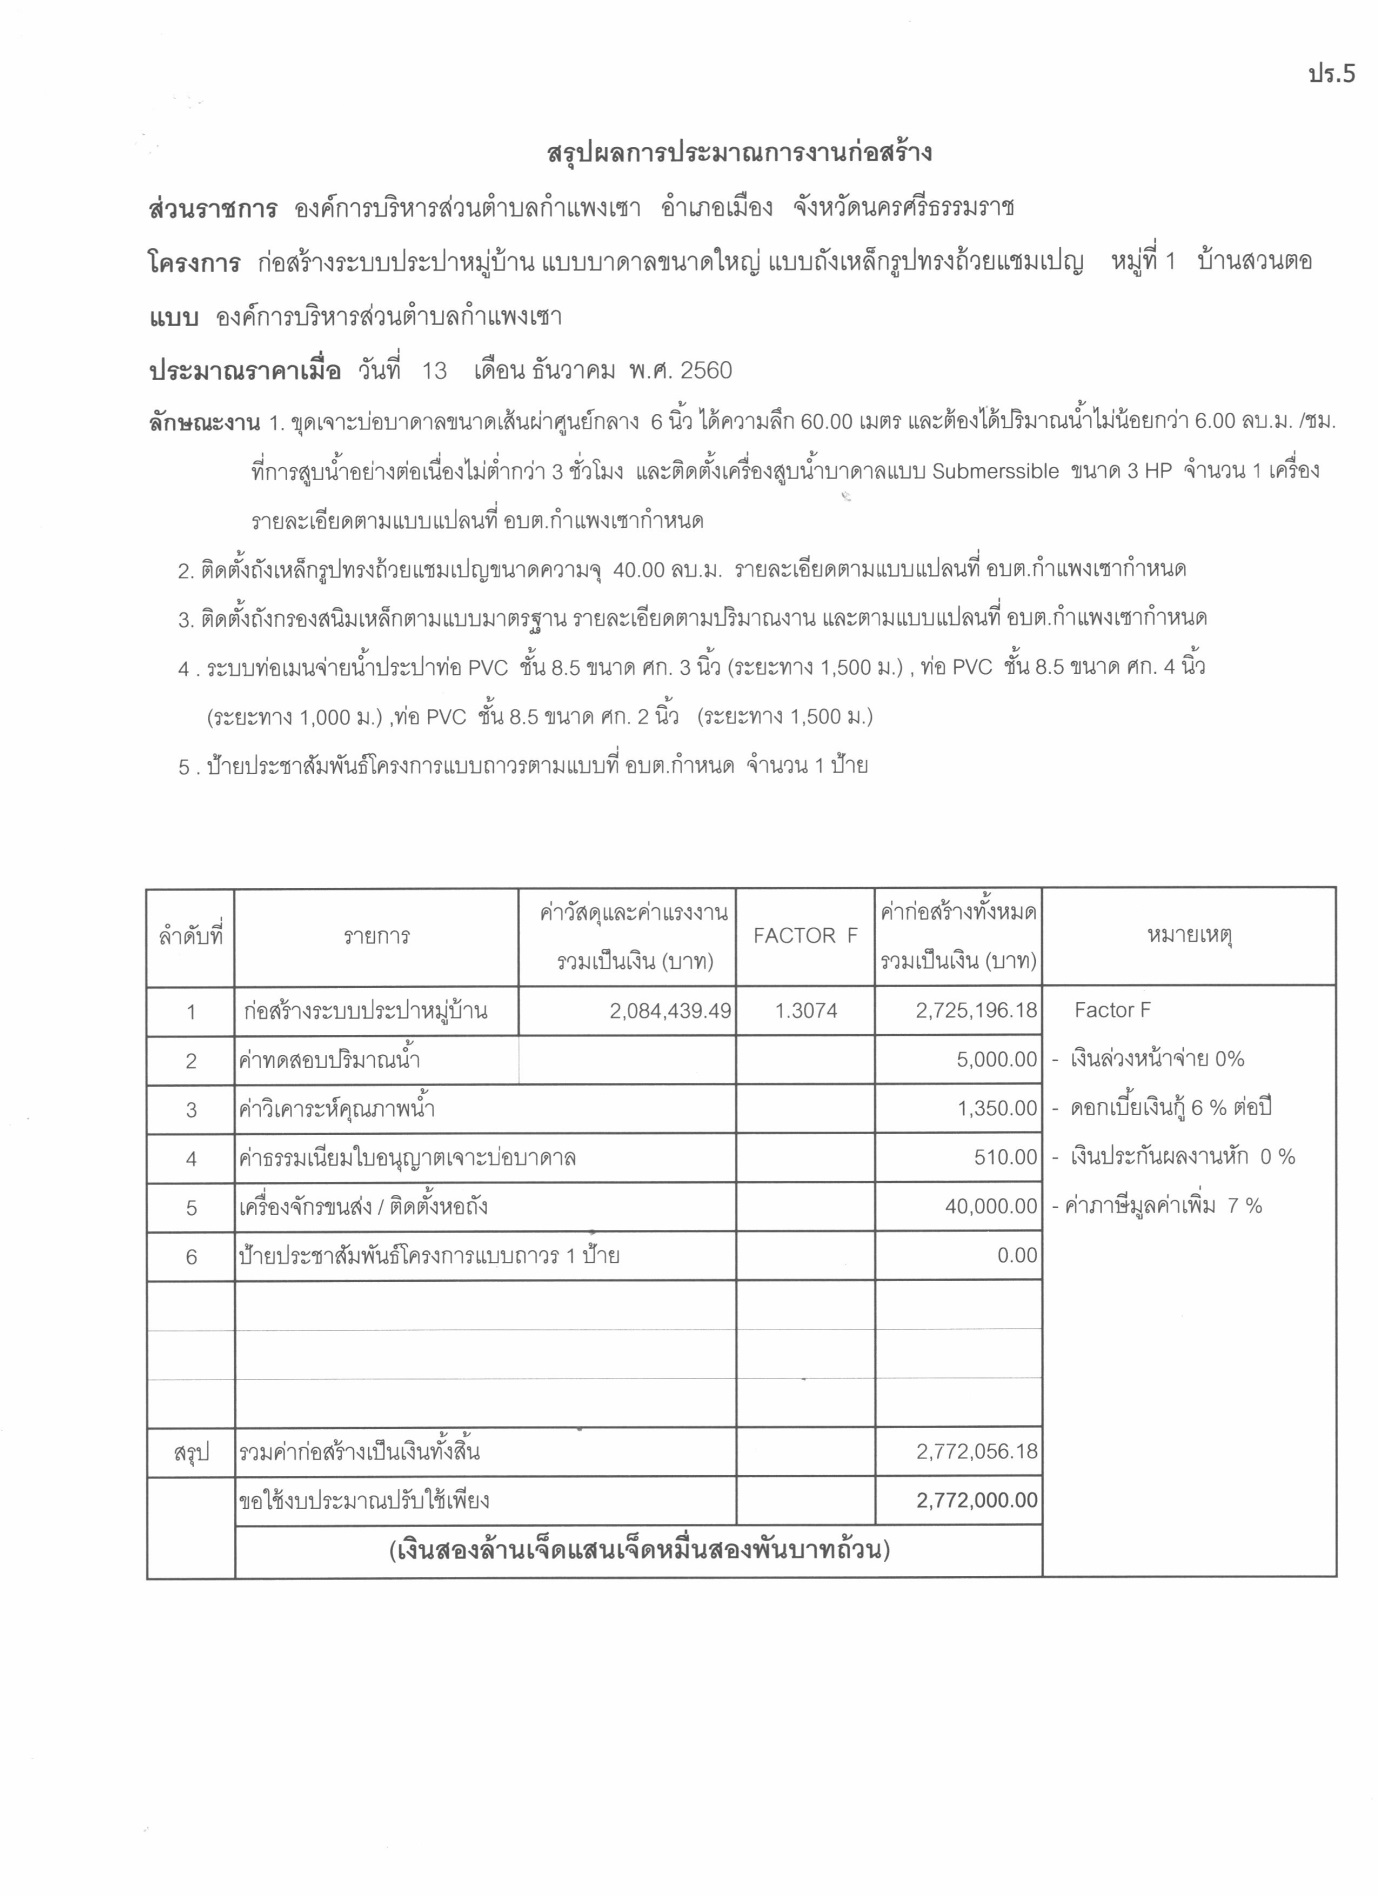 ปร.5
สรุปผลการประมาณการงานก่อสร้าง
ส่วนราชการ องค์การบริหารส่วนตำบลกำแพงเซา อำเภอเมือง จังหวัดนครศรีธรรมราช
โครงการ ก่อสร้างระบบประปาหมู่บ้าน แบบบาดาลขนาดใหญ่ แบบถังเหล็กรูปทรงถ้วยแชมเปญ หมู่ที่ 1 บ้านสวนตอ
แบบ องค์การบริหารส่วนตำบลกำแพงเซา
ประมาณราคาเมื่อ วันที่ 13 เดือน ธันวาคม พ.ศ. 2560
ลักษณะงาน 1. ขุดเจาะบ่อบาดาลขนาดเส้นผ่าศูนย์กลาง 6 นิ้ว ได้ความลึก 60.00 เมตร และต้องได้ปริมาณน้ำไม่น้อยกว่า 6.00 ลบ.ม. /ชม.
ที่การสูบน้ำอย่างต่อเนื่องไม่ต่ำกว่า 3 ชั่วโมง และติดตั้งเครื่องสูบน้ำบาดาลแบบ Submerssible ขนาด 3 HP จำนวน 1 เครื่อง
รายละเอียดตามแบบแปลนที่ อบต.กำแพงเซากำหนด
2. ติดตั้งถังเหล็กรูปทรงถ้วยแชมเปญขนาดความจุ 40.00 ลบ.ม. รายละเอียดตามแบบแปลนที่ อบต.กำแพงเซากำหนด
3. ติดตั้งถังกรองสนิมเหล็กตามแบบมาตรฐาน รายละเอียดตามปริมาณงาน และตามแบบแปลนที่ อบต.กำแพงเซากำหนด
4 . ระบบท่อเมนจ่ายน้ำประปาท่อ PVC ชั้น 8.5 ขนาด ศก. 3 นิ้ว (ระยะทาง 1,500 ม.) , ท่อ PVC ชั้น 8.5 ขนาด ศก. 4 นิ้ว
(ระยะทาง 1,000 ม.) ,ท่อ PVC ชั้น 8.5 ขนาด ศก. 2 นิ้ว (ระยะทาง 1,500 ม.)
5 . ป้ายประชาสัมพันธ์โครงการแบบถาวรตามแบบที่ อบต.กำหนด จำนวน 1 ป้าย
ลำดับที่ รายการ ค่าวัสดุและค่าแรงงาน รวมเป็นเงิน (บาท) FACTOR F ค่าก่อสร้างทั้งหมด รวมเป็นเงิน (บาท) หมายเหตุ
1 ก่อสร้างระบบประปาหมู่บ้าน 2,084,439.49 1.3074 2,725,196.18 Factor F
2 ค่าทดสอบปริมาณน้ำ 5,000.00 - เงินล่วงหน้าจ่าย 0%
3 ค่าวิเคาระห์คุณภาพน้ำ 1,350.00 - ดอกเบี้ยเงินกู้ 6 % ต่อปี
4 ค่าธรรมเนียมใบอนุญาตเจาะบ่อบาดาล 510.00 - เงินประกันผลงานหัก 0 %
5 เครื่องจักรขนส่ง / ติดตั้งหอถัง 40,000.00 - ค่าภาษีมูลค่าเพิ่ม 7 %
6 ป้ายประชาสัมพันธ์โครงการแบบถาวร 1 ป้าย 0.00
สรุป รวมค่าก่อสร้างเป็นเงินทั้งสิ้น 2,772,056.18
ขอใช้งบประมาณปรับใช้เพียง 2,772,000.00
(เงินสองล้านเจ็ดแสนเจ็ดหมื่นสองพันบาทถ้วน)